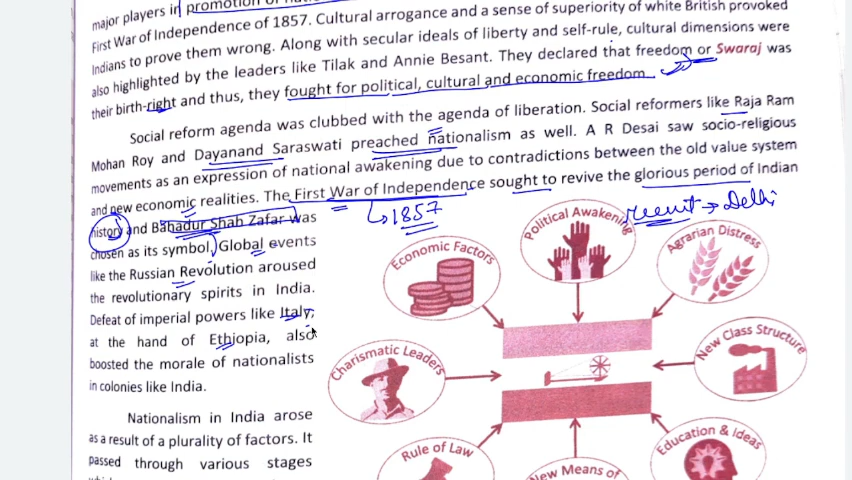 major players in promotion of
First War of Independence of 1857. Cultural arrogance and a sense of superiority of white British provoked
Indians to prove them wrong. Along with secular ideals of liberty and self-rule, cultural dimensions were
also highlighted by the leaders like Tilak and Annie Besant. They declared that freedom or Swaraj was
their birth-right and thus, they fought for political, cultural and economic freedom.
Social reform agenda was clubbed with the agenda of liberation. Social reformers like Raja Ram
Mohan Roy and Dayanand Saraswati preached nationalism as well. A R Desai saw socio-religious
movements as an expression of national awakening due to contradictions between the old value system
and new economic realities. The First War of Independence sought to revive the glorious period of Indian
history and Bahadur Shah Zafar was
chosen as its symbol. Global events
like the Russian Revolution aroused
the revolutionary spirits in India.
Defeat of imperial powers like Italy,
at the hand of Ethiopia, also
boosted the morale of nationalists
in colonies like India.
Nationalism in India arose
as a result of a plurality of factors. It
passed through various stages
1857
→ Delhi
Political Awakening
Economic Factors
Agrarian Distress
Charismatic Leaders
New Class Structure
Rule of Law
New Means of
Education & Ideas